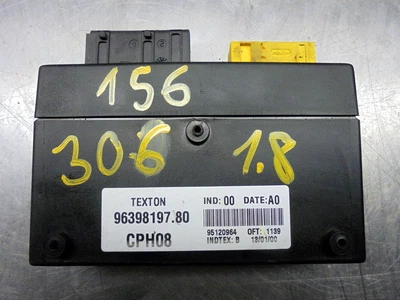 156
306 1.8
TEXTON IND: 00 DATE: A0
96398197.80
95120964 OFT: 1139
CPH08 INDTEX: B 18/01/00